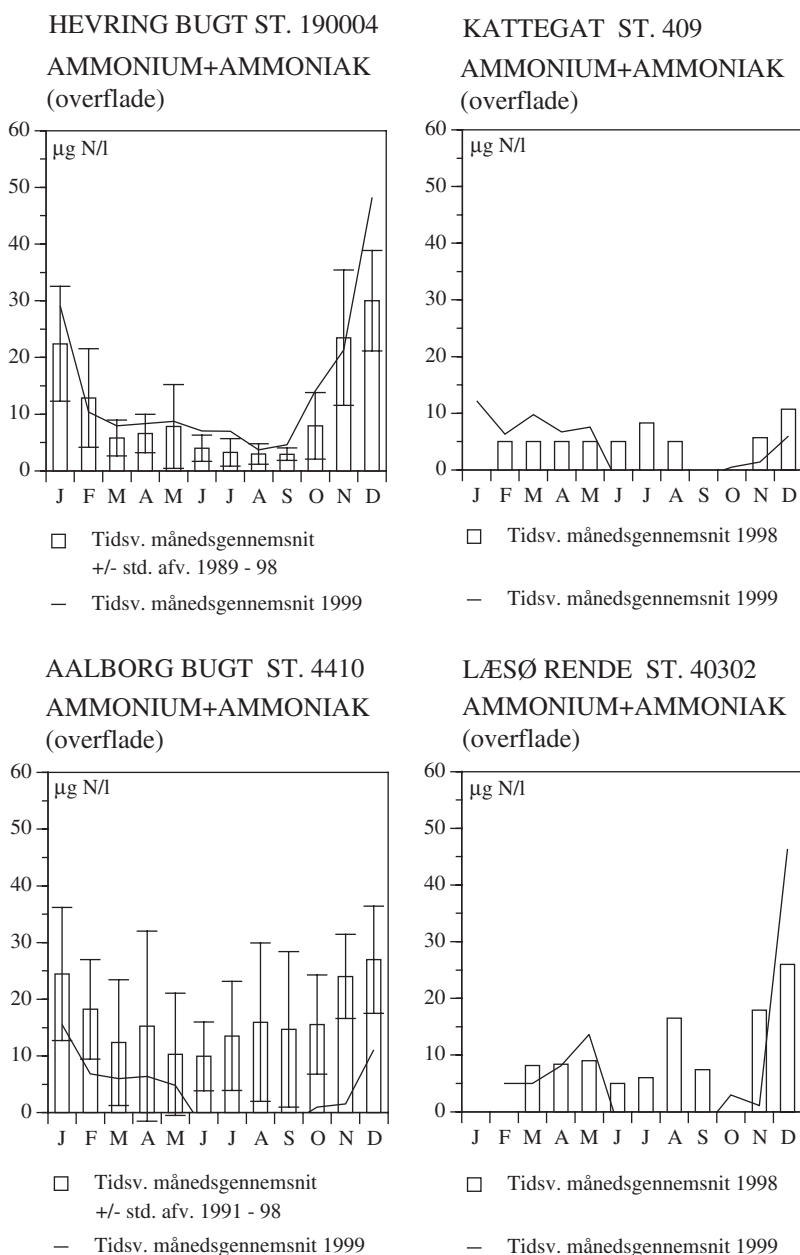 HEVRING BUGT ST. 190004
AMMONIUM+AMMONIAK
(overflade)
60
µg N/l
50
40
30
20
10
0
J F M A M J J A S O N D
Tidsv. månedsgennemsnit
+/- std. afv. 1989 - 98
Tidsv. månedsgennemsnit 1999
KATTEGAT ST. 409
AMMONIUM+AMMONIAK
(overflade)
60
µg N/l
50
40
30
20
10
0
J F M A M J J A S O N D
Tidsv. månedsgennemsnit 1998
Tidsv. månedsgennemsnit 1999
AALBORG BUGT ST. 4410
AMMONIUM+AMMONIAK
(overflade)
60
µg N/l
50
40
30
20
10
0
J F M A M J J A S O N D
Tidsv. månedsgennemsnit
+/- std. afv. 1991 - 98
Tidsv. månedsgennemsnit 1999
LÆSØ RENDE ST. 40302
AMMONIUM+AMMONIAK
(overflade)
60
µg N/l
50
40
30
20
10
0
J F M A M J J A S O N D
Tidsv. månedsgennemsnit 1998
Tidsv. månedsgennemsnit 1999